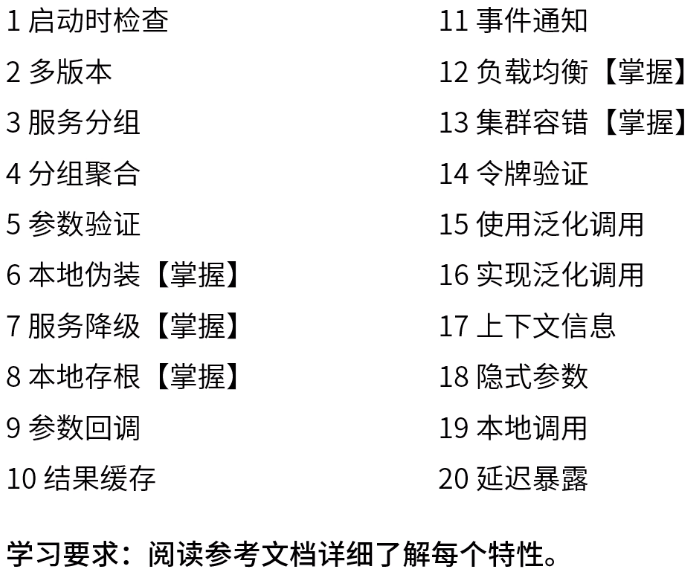 1 启动时检查
2 多版本
3 服务分组
4 分组聚合
5 参数验证
6 本地伪装【掌握】
7 服务降级【掌握】
8 本地存根【掌握】
9 参数回调
10 结果缓存
11 事件通知
12 负载均衡【掌握】
13 集群容错【掌握】
14 令牌验证
15 使用泛化调用
16 实现泛化调用
17 上下文信息
18 隐式参数
19 本地调用
20 延迟暴露
学习要求：阅读参考文档详细了解每个特性。